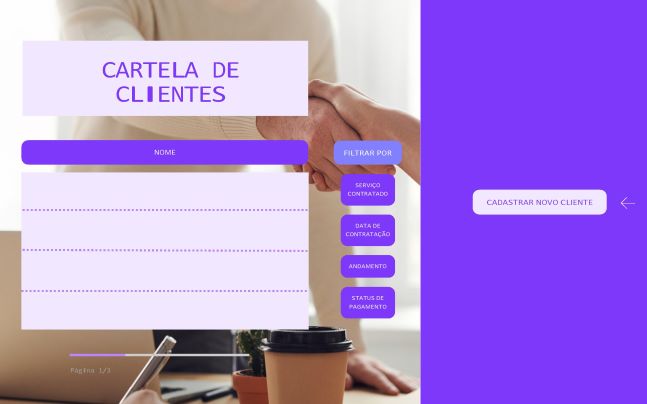 CARTELA DE
CLIENTES
NOME
FILTRAR POR
SERVIÇO
CONTRATADO
DATA DE
CONTRATAÇÃO
ANDAMENTO
STATUS DE
PAGAMENTO
Página 1/3
CADASTRAR NOVO CLIENTE